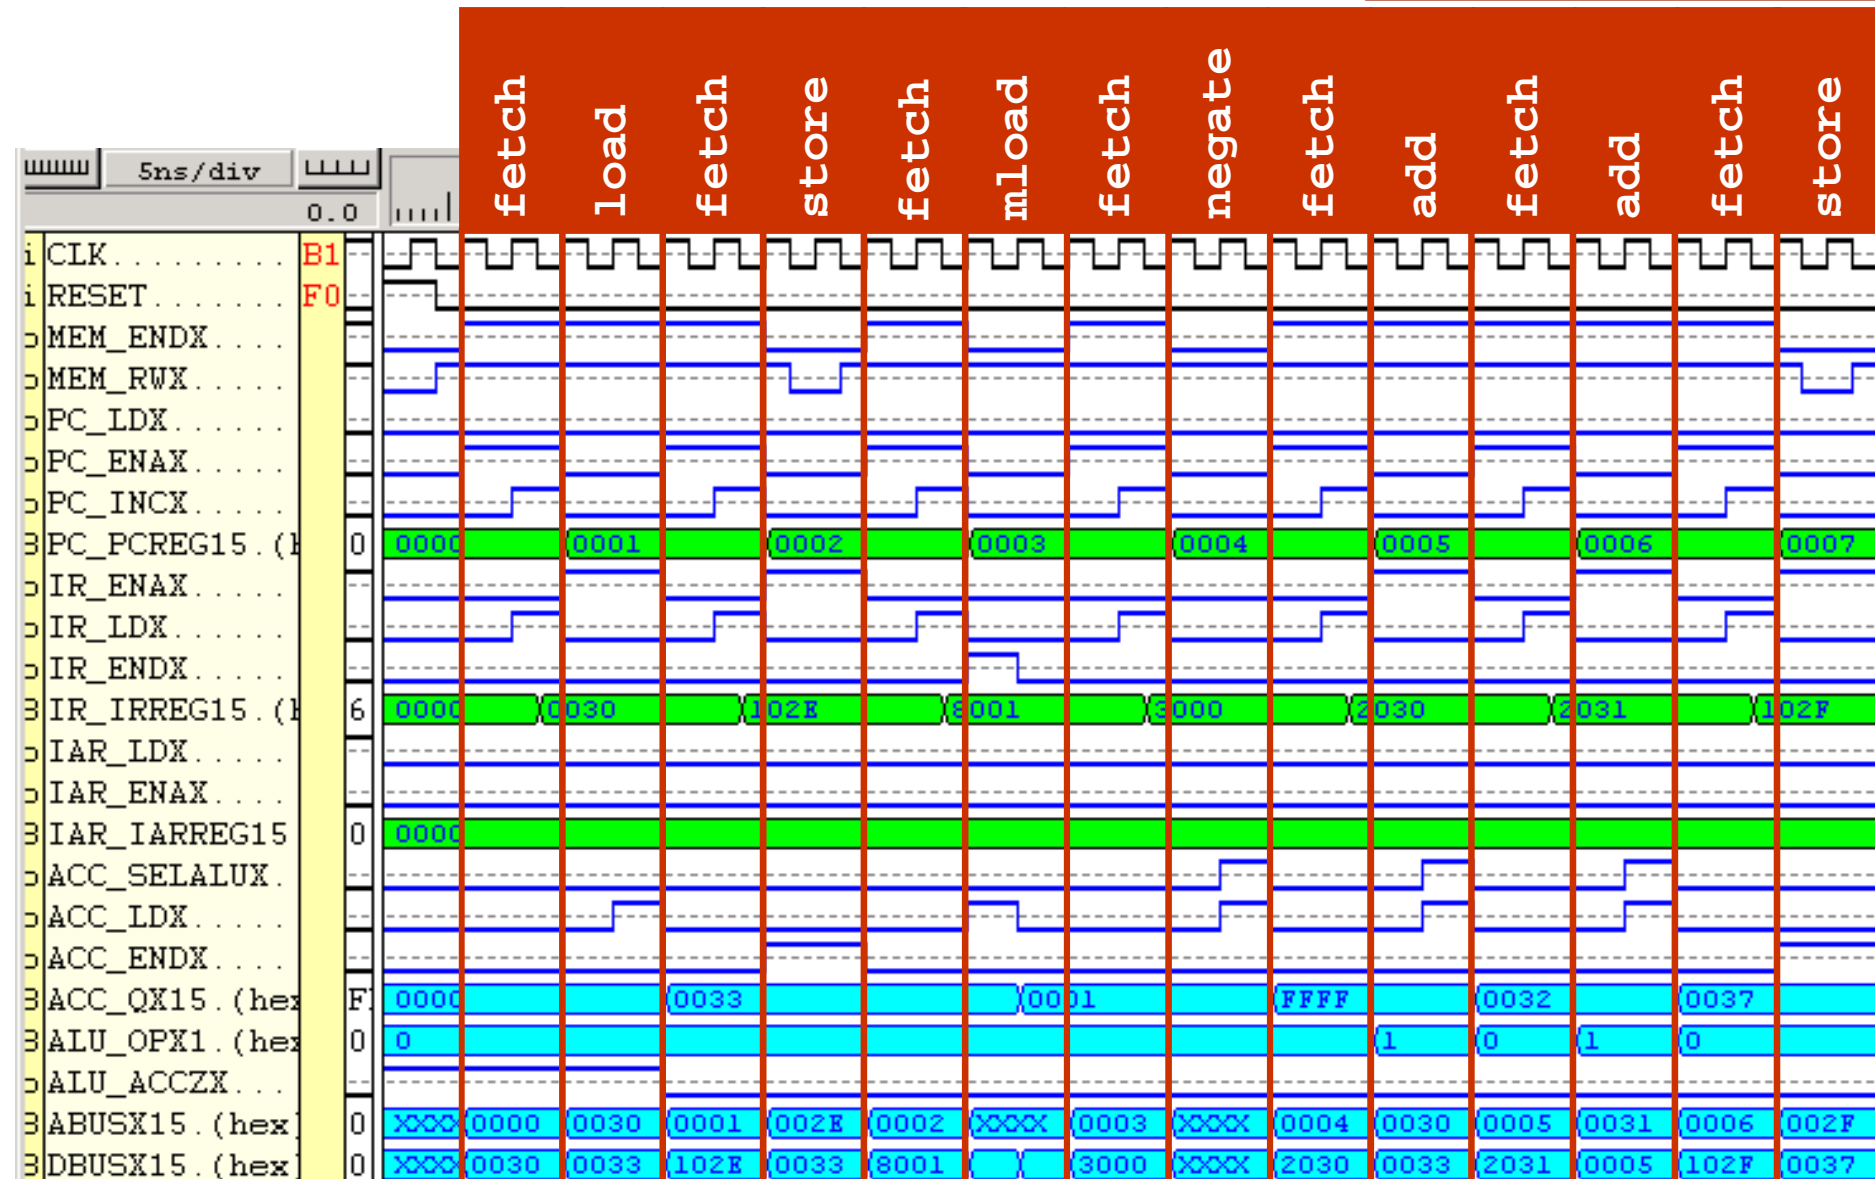 fetch load fetch store fetch mload fetch negate fetch add fetch add fetch store
5ns/div
0.0
i CLK......... B1
i RESET....... F0
o MEM_ENDX....
o MEM_RWX.....
o PC_LDX......
o PC_ENAX.....
o PC_INCX.....
B PC_PCREG15.(h 0 0000 0001 0002 0003 0004 0005 0006 0007
o IR_ENAX.....
o IR_LDX......
o IR_ENDX.....
B IR_IRREG15.(h 6 0000 0030 102E 8001 3000 2030 2031 102F
o IAR_LDX.....
o IAR_ENAX....
B IAR_IARREG15 0 0000
o ACC_SELALUX.
o ACC_LDX.....
o ACC_ENDX....
B ACC_QX15.(hex F 0000 0033 0001 FFFF 0032 0037
B ALU_OPX1.(hex 0 0 1 0 1 0
o ALU_ACCZX...
B ABUSX15.(hex) 0 XXXX 0000 0030 0001 002E 0002 XXXX 0003 XXXX 0004 0030 0005 0031 0006 002F
B DBUSX15.(hex) 0 XXXX 0030 0033 102E 0033 8001 3000 XXXX 2030 0033 2031 0005 102F 0037